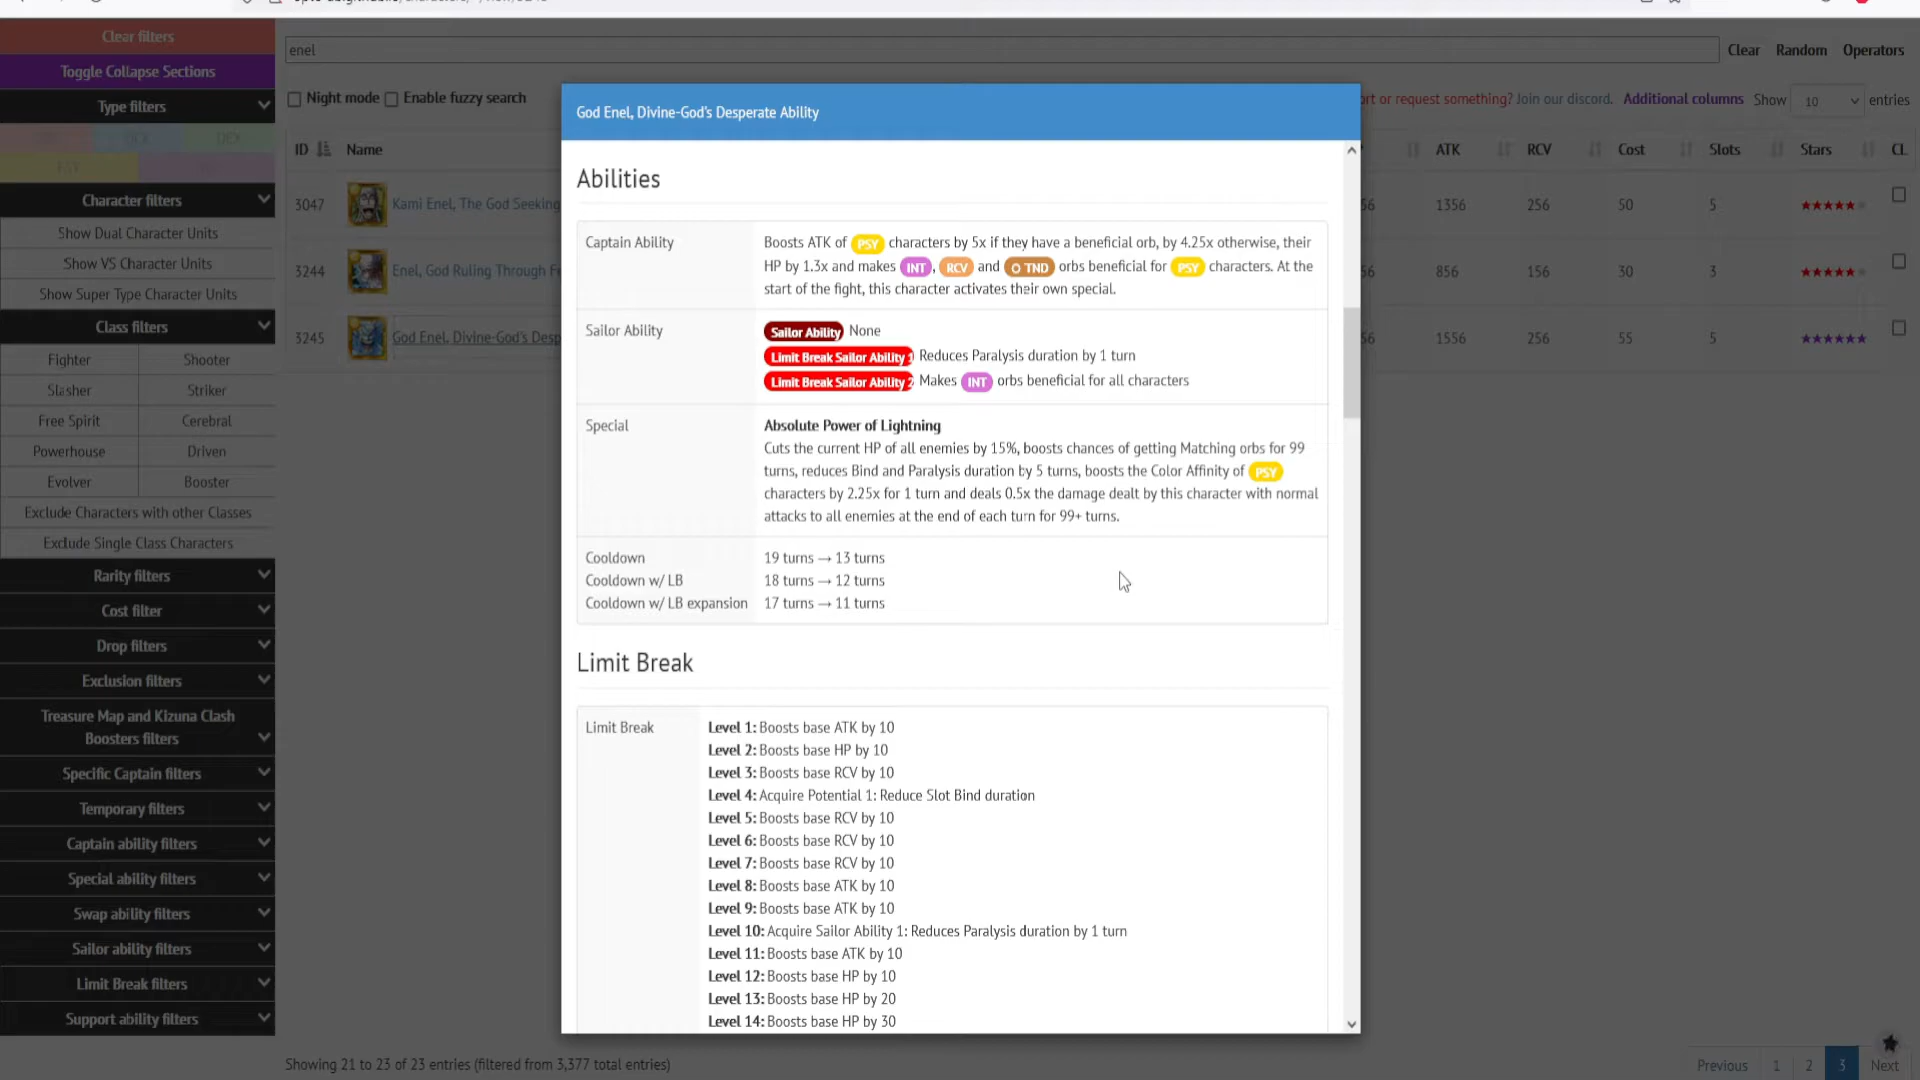 Clear filters
enel
Clear Random Operators
Toggle Collapse Sections
Night mode Enable fuzzy search
rt or request something? Join our discord. Additional columns Show 10 entries
Type filters
DEX
PSY
ID Name ATK RCV Cost Slots Stars CL
Character filters
Show Dual Character Units
Show VS Character Units
Show Super Type Character Units
Class filters
Fighter Shooter
Slasher Striker
Free Spirit Cerebral
Powerhouse Driven
Evolver Booster
Exclude Characters with other Classes
Exclude Single Class Characters
Rarity filters
Cost filter
Drop filters
Exclusion filters
Treasure Map and Kizuna Clash
Boosters filters
Specific Captain filters
Temporary filters
Captain ability filters
Special ability filters
Swap ability filters
Sailor ability filters
Limit Break filters
Support ability filters
3047 Kami Enel, The God Seeking 56 1356 256 50 5 ★★★★★★
3244 Enel, God Ruling Through F 56 856 156 30 3 ★★★★★★
3245 God Enel, Divine-God's Desp 56 1556 256 55 5 ★★★★★★
God Enel, Divine-God's Desperate Ability
Abilities
Captain Ability
Boosts ATK of PSY characters by 5x if they have a beneficial orb, by 4.25x otherwise, their
HP by 1.3x and makes INT, RCV and O TND orbs beneficial for PSY characters. At the
start of the fight, this character activates their own special.
Sailor Ability
Sailor Ability None
Limit Break Sailor Ability 1 Reduces Paralysis duration by 1 turn
Limit Break Sailor Ability 2 Makes INT orbs beneficial for all characters
Special
Absolute Power of Lightning
Cuts the current HP of all enemies by 15%, boosts chances of getting Matching orbs for 99
turns, reduces Bind and Paralysis duration by 5 turns, boosts the Color Affinity of PSY
characters by 2.25x for 1 turn and deals 0.5x the damage dealt by this character with normal
attacks to all enemies at the end of each turn for 99+ turns.
Cooldown 19 turns → 13 turns
Cooldown w/ LB 18 turns → 12 turns
Cooldown w/ LB expansion 17 turns → 11 turns
Limit Break
Limit Break
Level 1: Boosts base ATK by 10
Level 2: Boosts base HP by 10
Level 3: Boosts base RCV by 10
Level 4: Acquire Potential 1: Reduce Slot Bind duration
Level 5: Boosts base RCV by 10
Level 6: Boosts base RCV by 10
Level 7: Boosts base RCV by 10
Level 8: Boosts base ATK by 10
Level 9: Boosts base ATK by 10
Level 10: Acquire Sailor Ability 1: Reduces Paralysis duration by 1 turn
Level 11: Boosts base ATK by 10
Level 12: Boosts base HP by 10
Level 13: Boosts base HP by 20
Level 14: Boosts base HP by 30
Showing 21 to 23 of 23 entries (filtered from 3,377 total entries)
Previous 1 2 3 Next